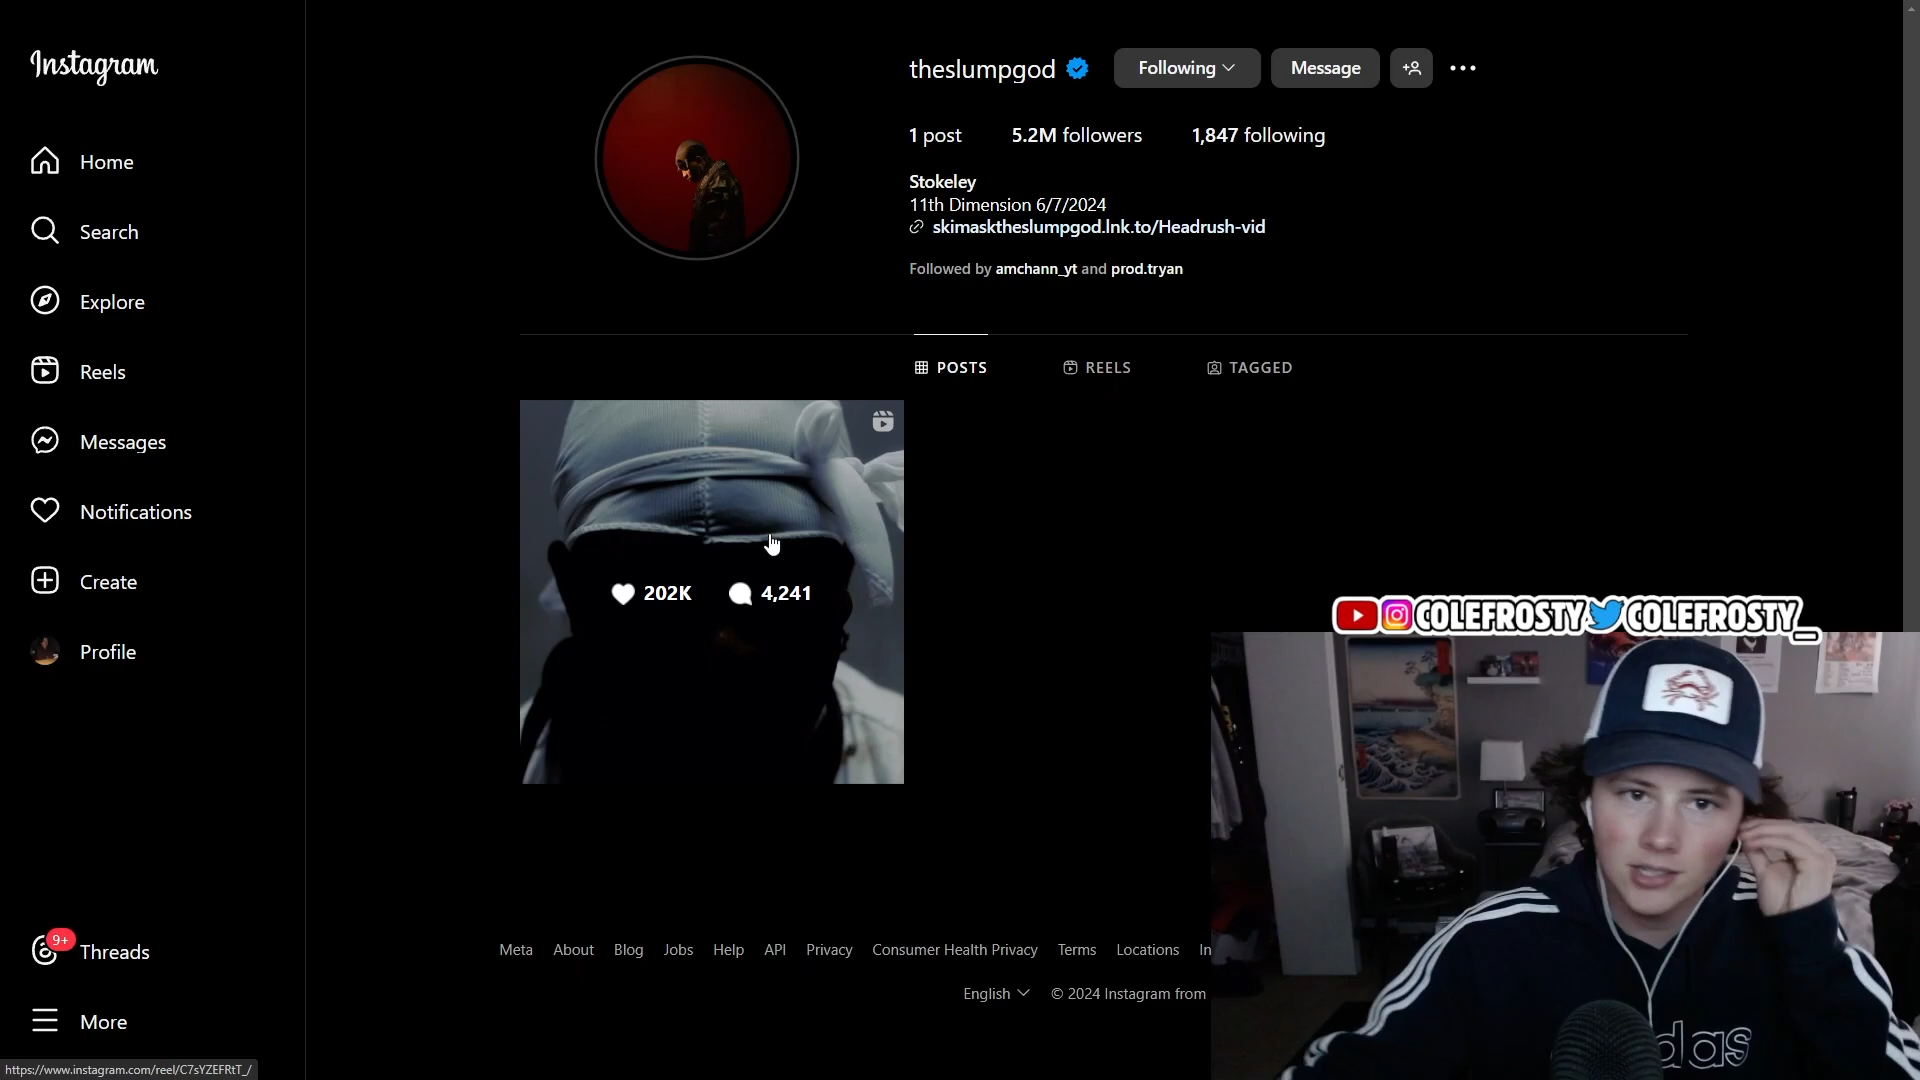 Instagram
Home
Search
Explore
Reels
Messages
Notifications
Create
Profile
9+
Threads
More
theslumpgod
Following
Message
1 post 5.2M followers 1,847 following
Stokeley
11th Dimension 6/7/2024
skimasktheslumpgod.lnk.to/Headrush-vid
Followed by amchann_yt and prod.tryan
POSTS REELS TAGGED
202K 4,241
COLEFROSTY COLEFROSTY_
Meta About Blog Jobs Help API Privacy Consumer Health Privacy Terms Locations In
English © 2024 Instagram from
das
https://www.instagram.com/reel/C7sYZEFRtT_/